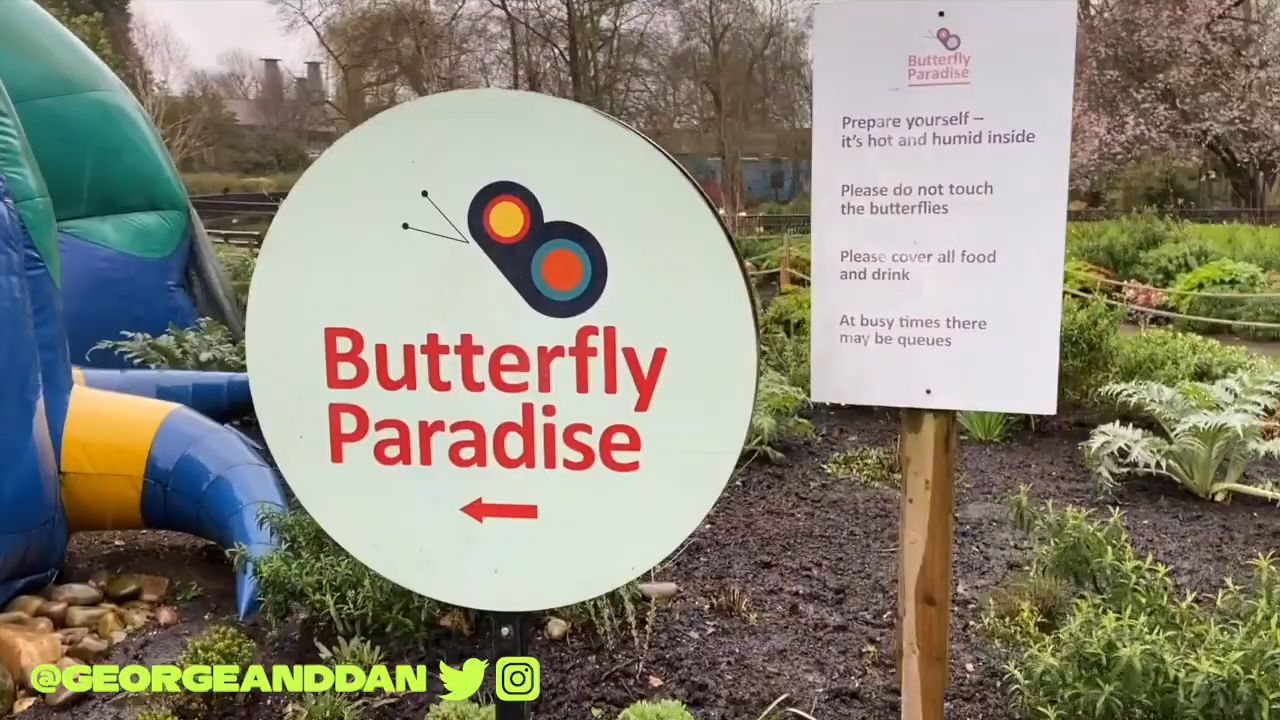 Butterfly
Paradise
Butterfly
Paradise
Prepare yourself –
it's hot and humid inside
Please do not touch
the butterflies
Please cover all food
and drink
At busy times there
may be queues
@GEORGEANDDAN